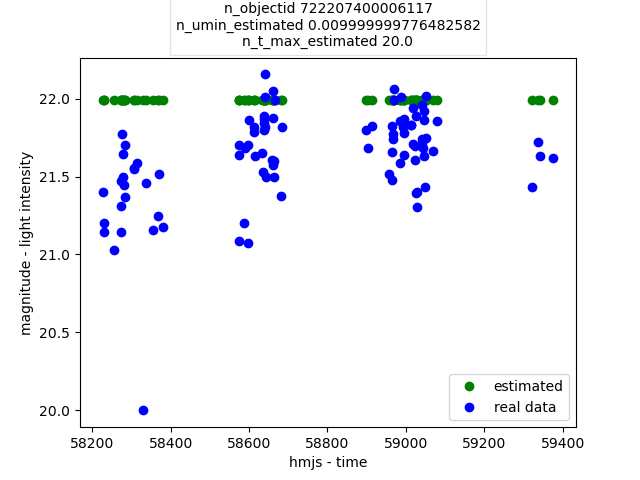 n_objectid 722207400006117
n_umin_estimated 0.009999999776482582
n_t_max_estimated 20.0
22.0
21.5
21.0
20.5
20.0
magnitude - light intensity
58200 58400 58600 58800 59000 59200 59400
hmjs - time
estimated
real data